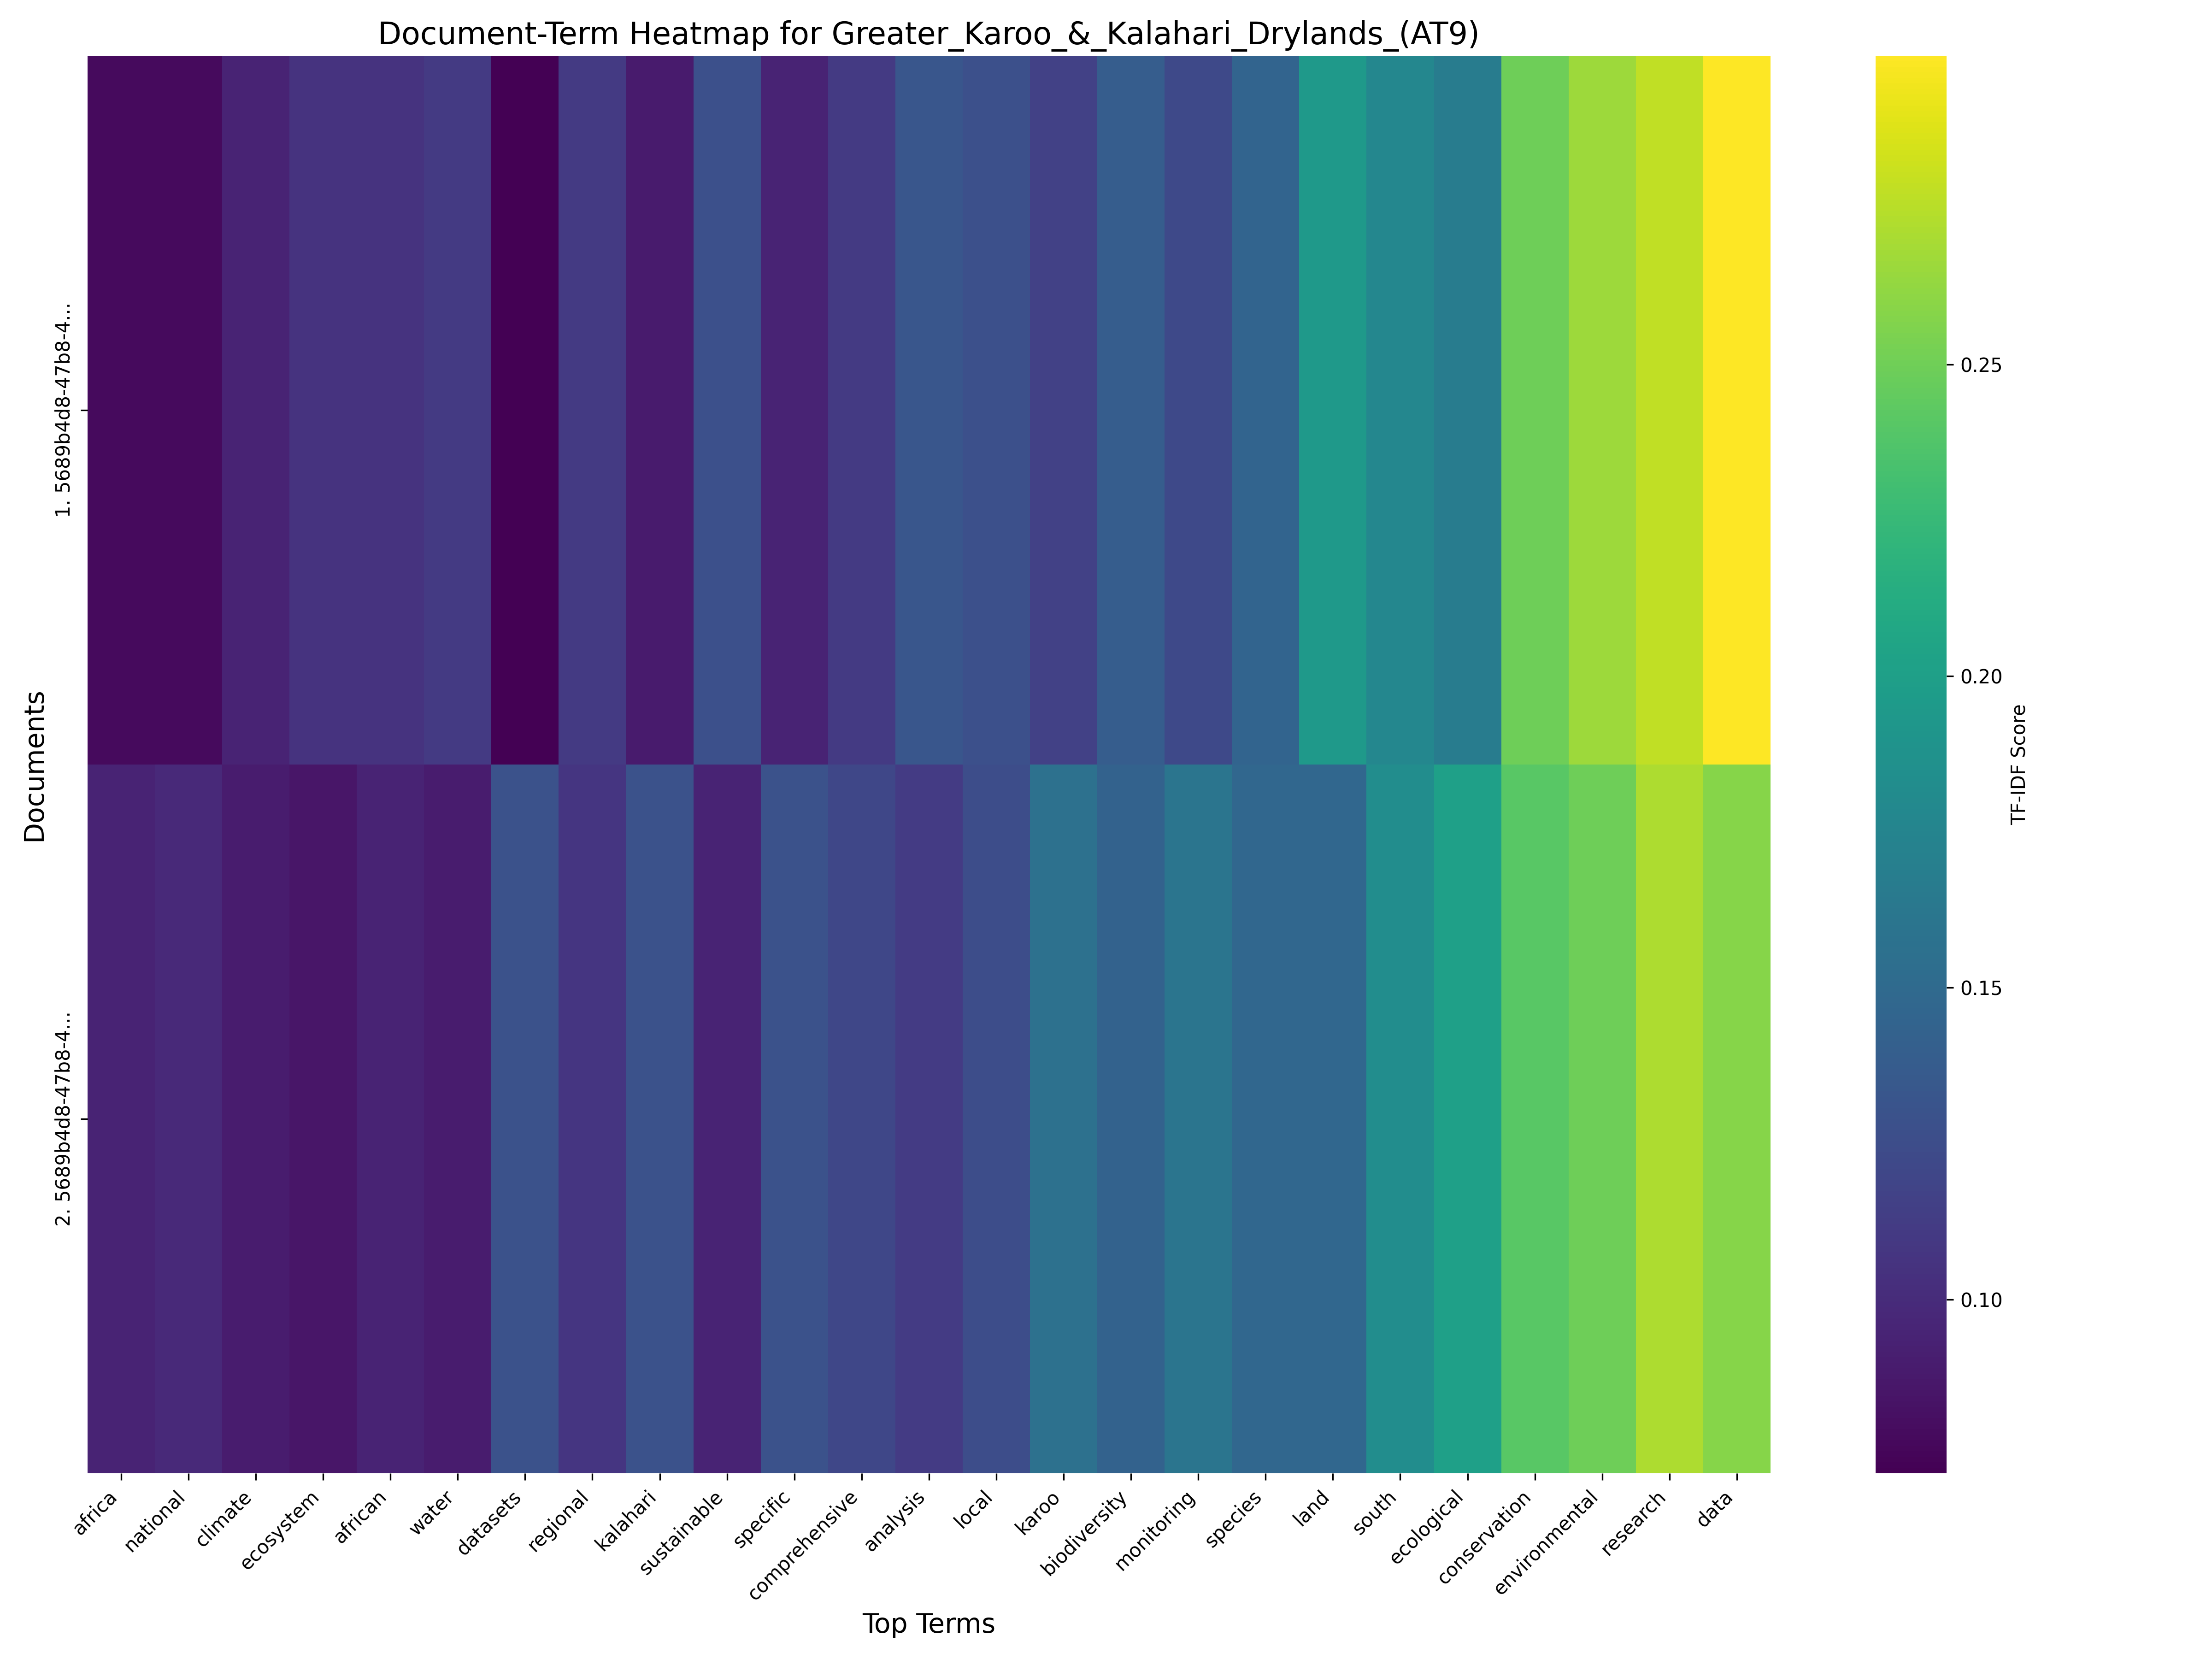 Document-Term Heatmap for Greater_Karoo_&_Kalahari_Drylands_(AT9)
Documents
1. 5689b4d8-47b8-4...
2. 5689b4d8-47b8-4...
africa
national
climate
ecosystem
african
water
datasets
regional
kalahari
sustainable
specific
comprehensive
analysis
local
karoo
biodiversity
monitoring
species
land
south
ecological
conservation
environmental
research
data
Top Terms
0.25
0.20
0.15
0.10
TF-IDF Score